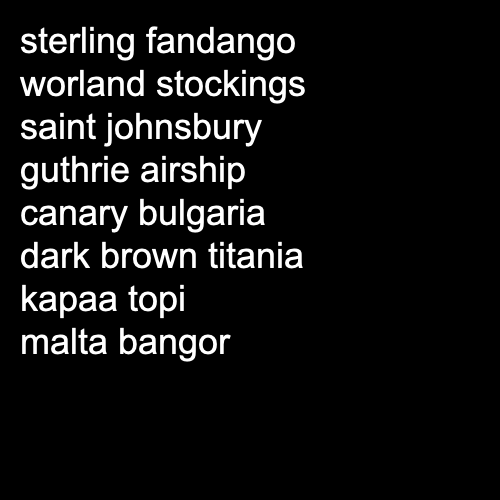 sterling fandango
worland stockings
saint johnsbury
guthrie airship
canary bulgaria
dark brown titania
kapaa topi
malta bangor